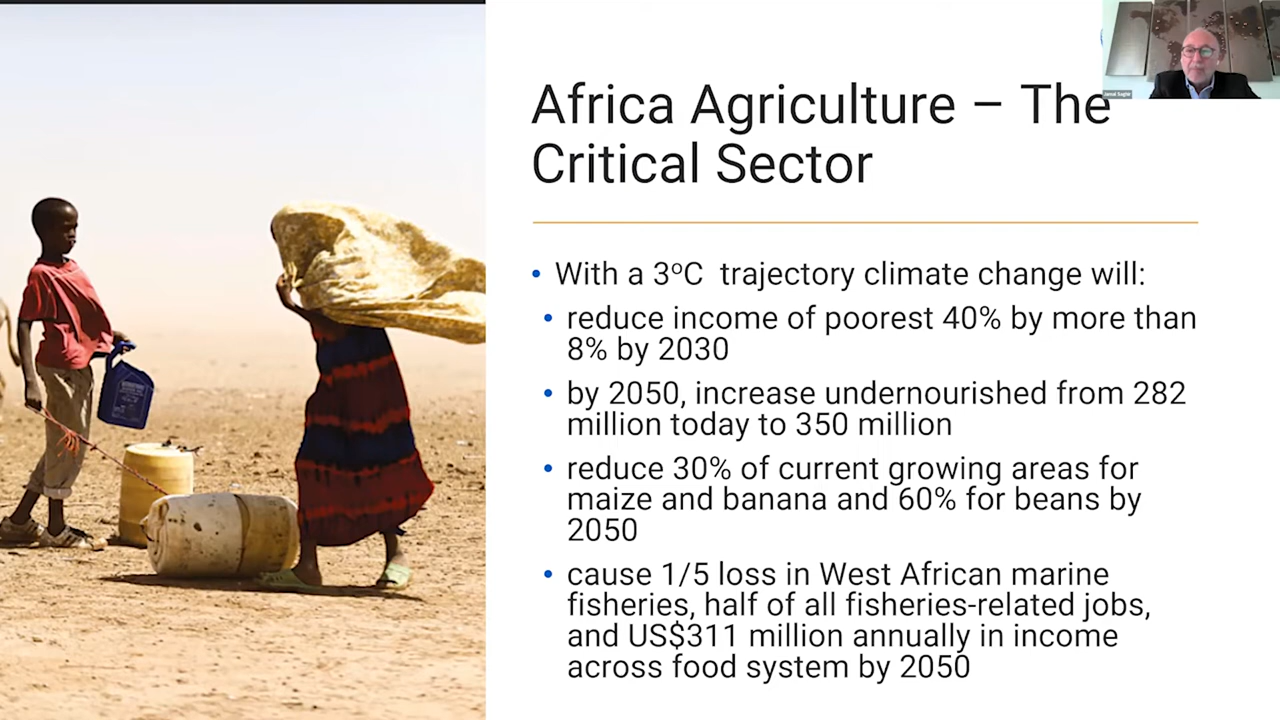 Africa Agriculture – The
Critical Sector
• With a 3ºC trajectory climate change will:
• reduce income of poorest 40% by more than
8% by 2030
• by 2050, increase undernourished from 282
million today to 350 million
• reduce 30% of current growing areas for
maize and banana and 60% for beans by
2050
• cause 1/5 loss in West African marine
fisheries, half of all fisheries-related jobs,
and US$311 million annually in income
across food system by 2050